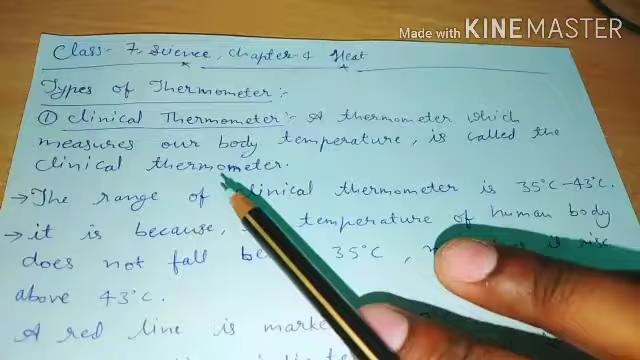 Made with KINEMASTER
Class- 7, Science, Chapter 4 Heat
Types of Thermometer:-
① Clinical Thermometer:- A thermometer which
measures our body temperature, is called the
clinical thermometer.
→ The range of clinical thermometer is 35°C-43°C.
→ it is because, temperature of human body
does not fall 35°C, rise
above 43°C.
A red line is